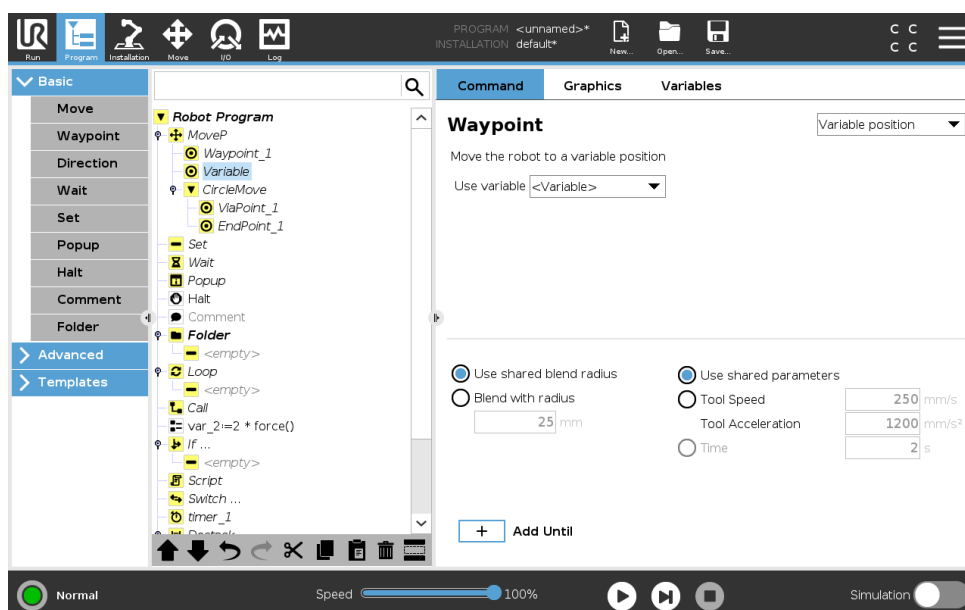 PROGRAM <unnamed>*
INSTALLATION default*
Run
Program
Installation
Move
I/O
Log
New...
Open...
Save...
C C
C C
Basic
Move
Waypoint
Direction
Wait
Set
Popup
Halt
Comment
Folder
Advanced
Templates
Robot Program
MoveP
Waypoint_1
Variable
CircleMove
ViaPoint_1
EndPoint_1
Set
Wait
Popup
Halt
Comment
Folder
<empty>
Loop
<empty>
Call
var_2:=2 * force()
If ...
<empty>
Script
Switch ...
timer_1
Command
Graphics
Variables
Waypoint
Variable position
Move the robot to a variable position
Use variable <Variable>
Use shared blend radius
Blend with radius
25 mm
Use shared parameters
Tool Speed 250 mm/s
Tool Acceleration 1200 mm/s²
Time 2 s
+ Add Until
Normal
Speed 100%
Simulation